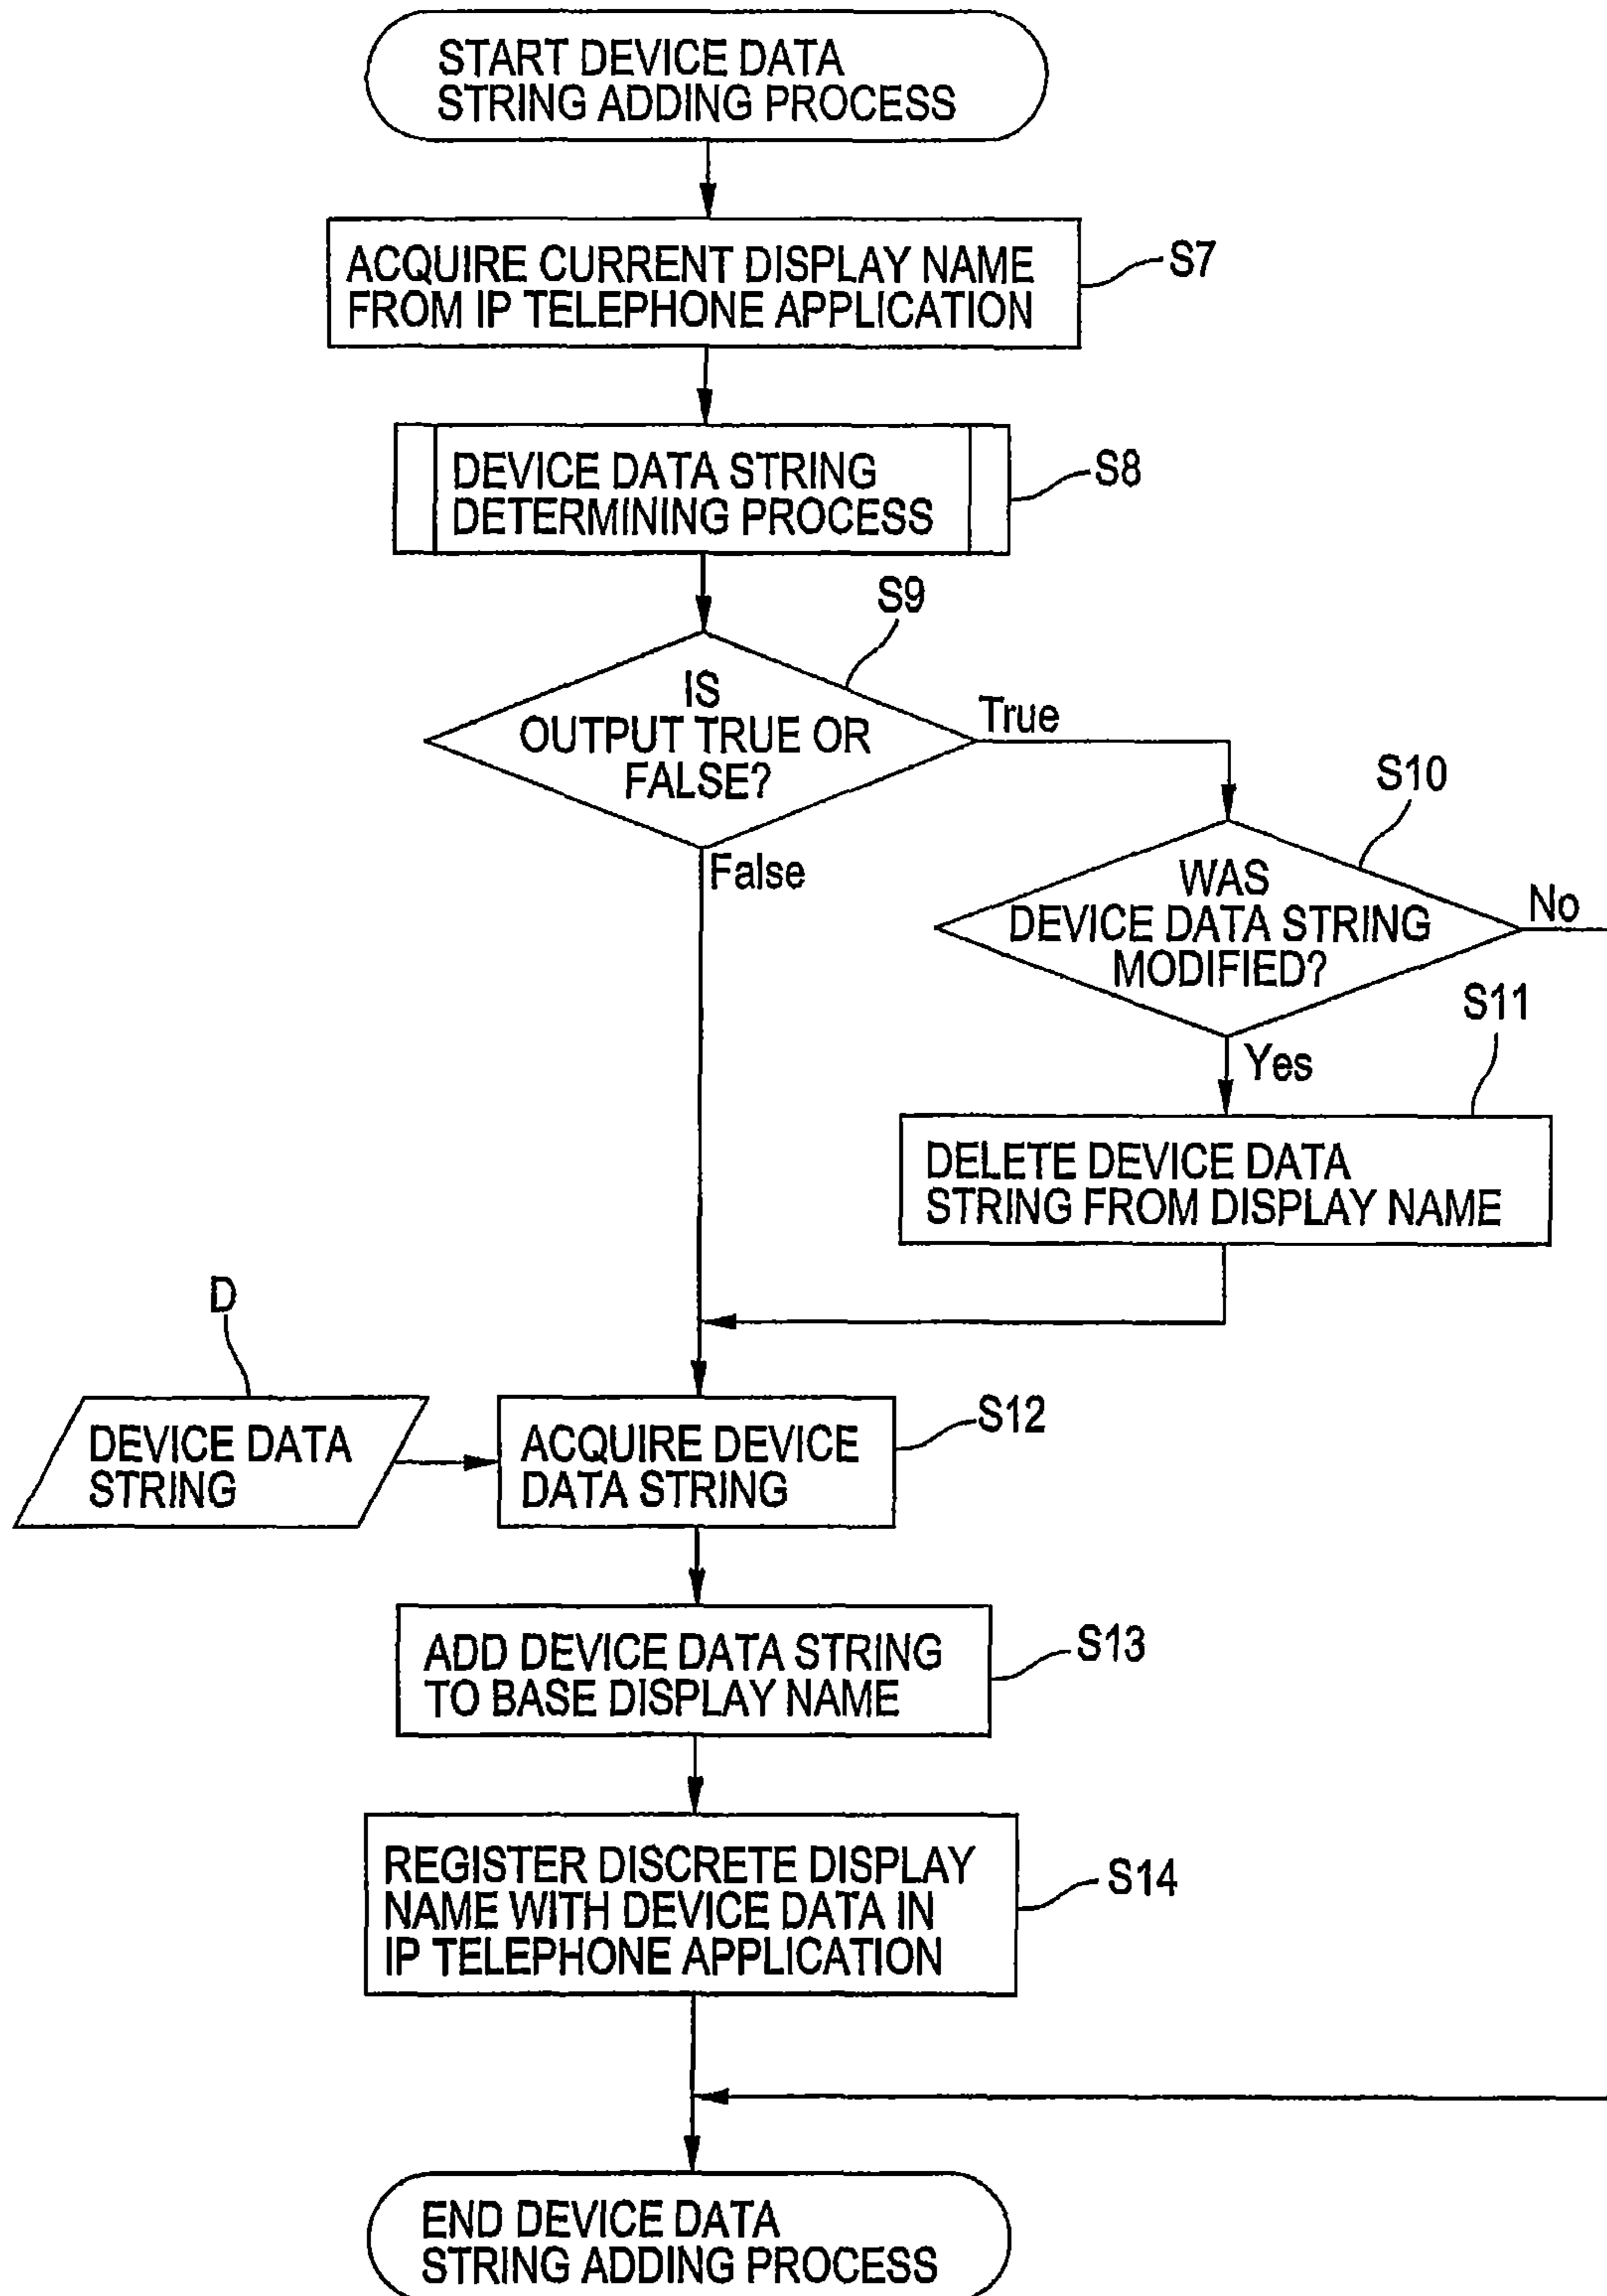 START DEVICE DATA
STRING ADDING PROCESS
ACQUIRE CURRENT DISPLAY NAME
FROM IP TELEPHONE APPLICATION
S7
DEVICE DATA STRING
DETERMINING PROCESS
S8
S9
IS
OUTPUT TRUE OR
FALSE?
True
False
S10
WAS
DEVICE DATA STRING
MODIFIED?
No
Yes
S11
DELETE DEVICE DATA
STRING FROM DISPLAY NAME
D
DEVICE DATA
STRING
ACQUIRE DEVICE
DATA STRING
S12
ADD DEVICE DATA STRING
TO BASE DISPLAY NAME
S13
REGISTER DISCRETE DISPLAY
NAME WITH DEVICE DATA IN
IP TELEPHONE APPLICATION
S14
END DEVICE DATA
STRING ADDING PROCESS